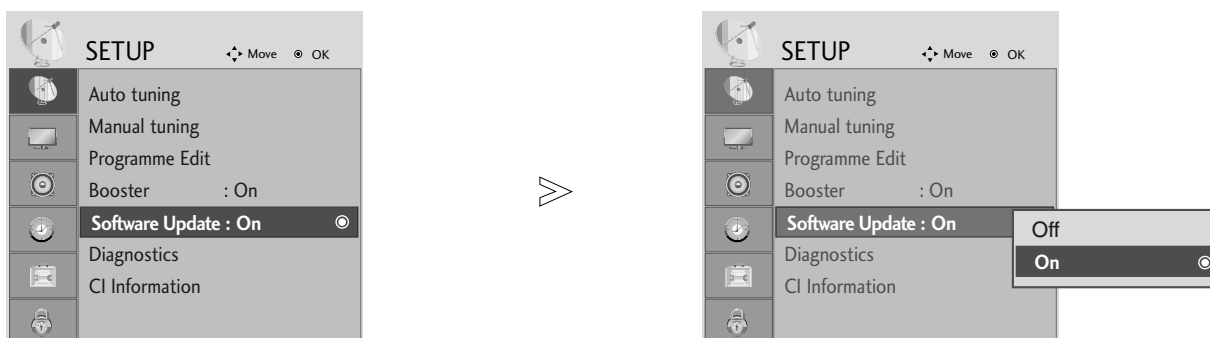 SETUP Move OK
Auto tuning
Manual tuning
Programme Edit
Booster : On
Software Update : On
Diagnostics
CI Information
SETUP Move OK
Auto tuning
Manual tuning
Programme Edit
Booster : On
Software Update : On
Diagnostics
CI Information
Off
On